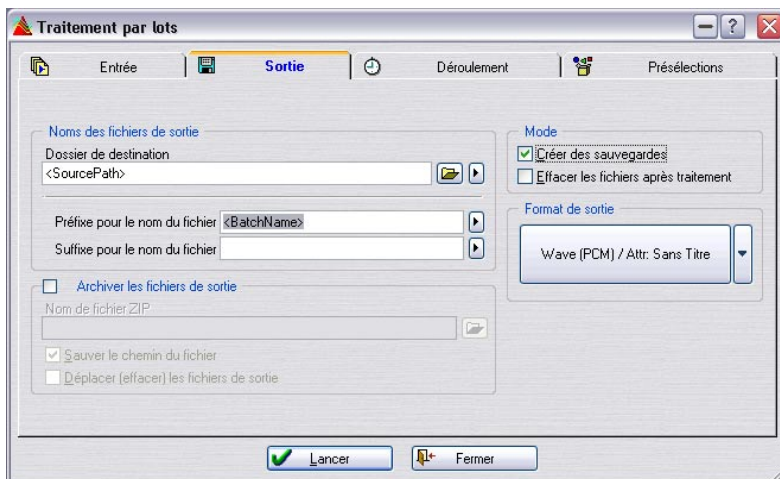 Traitement par lots
Entrée
Sortie
Déroulement
Présélections
Noms des fichiers de sortie
Dossier de destination
<SourcePath>
Préfixe pour le nom du fichier <BatchName>
Suffixe pour le nom du fichier
Archiver les fichiers de sortie
Nom de fichier ZIP
Sauver le chemin du fichier
Déplacer (effacer) les fichiers de sortie
Mode
Créer des sauvegardes
Effacer les fichiers après traitement
Format de sortie
Wave (PCM) / Attr: Sans Titre
Lancer
Fermer